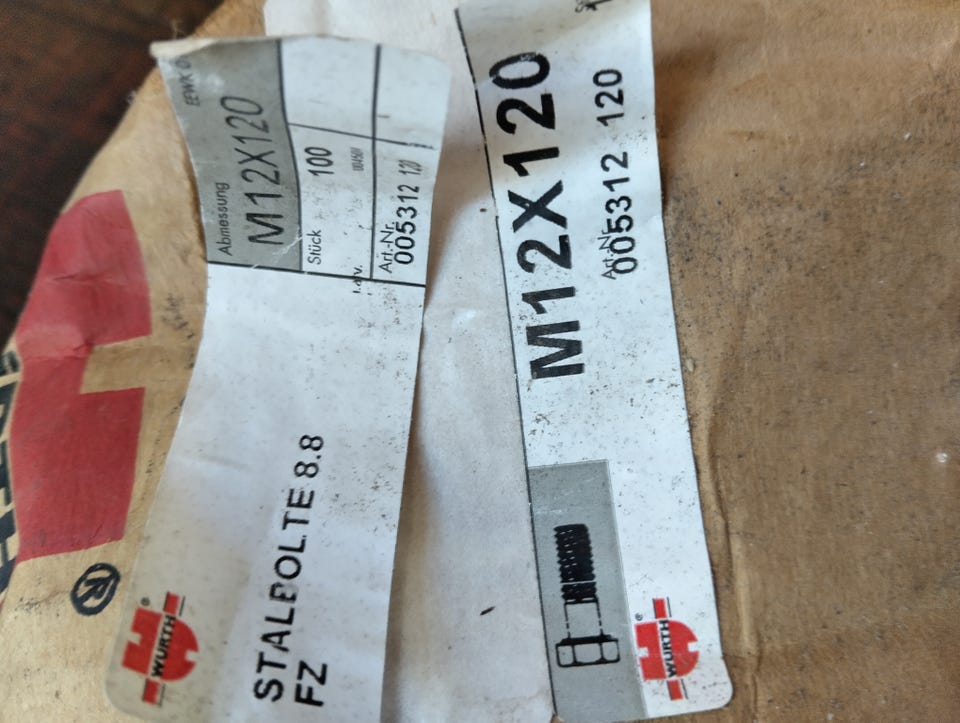 WÜRTH
STALBOLTE 8.8
FZ
Abmessung
M12X120
Stück
100
Art.-Nr.
005312 120
WÜRTH
M12X120
Art.-Nr.
005312 120
®